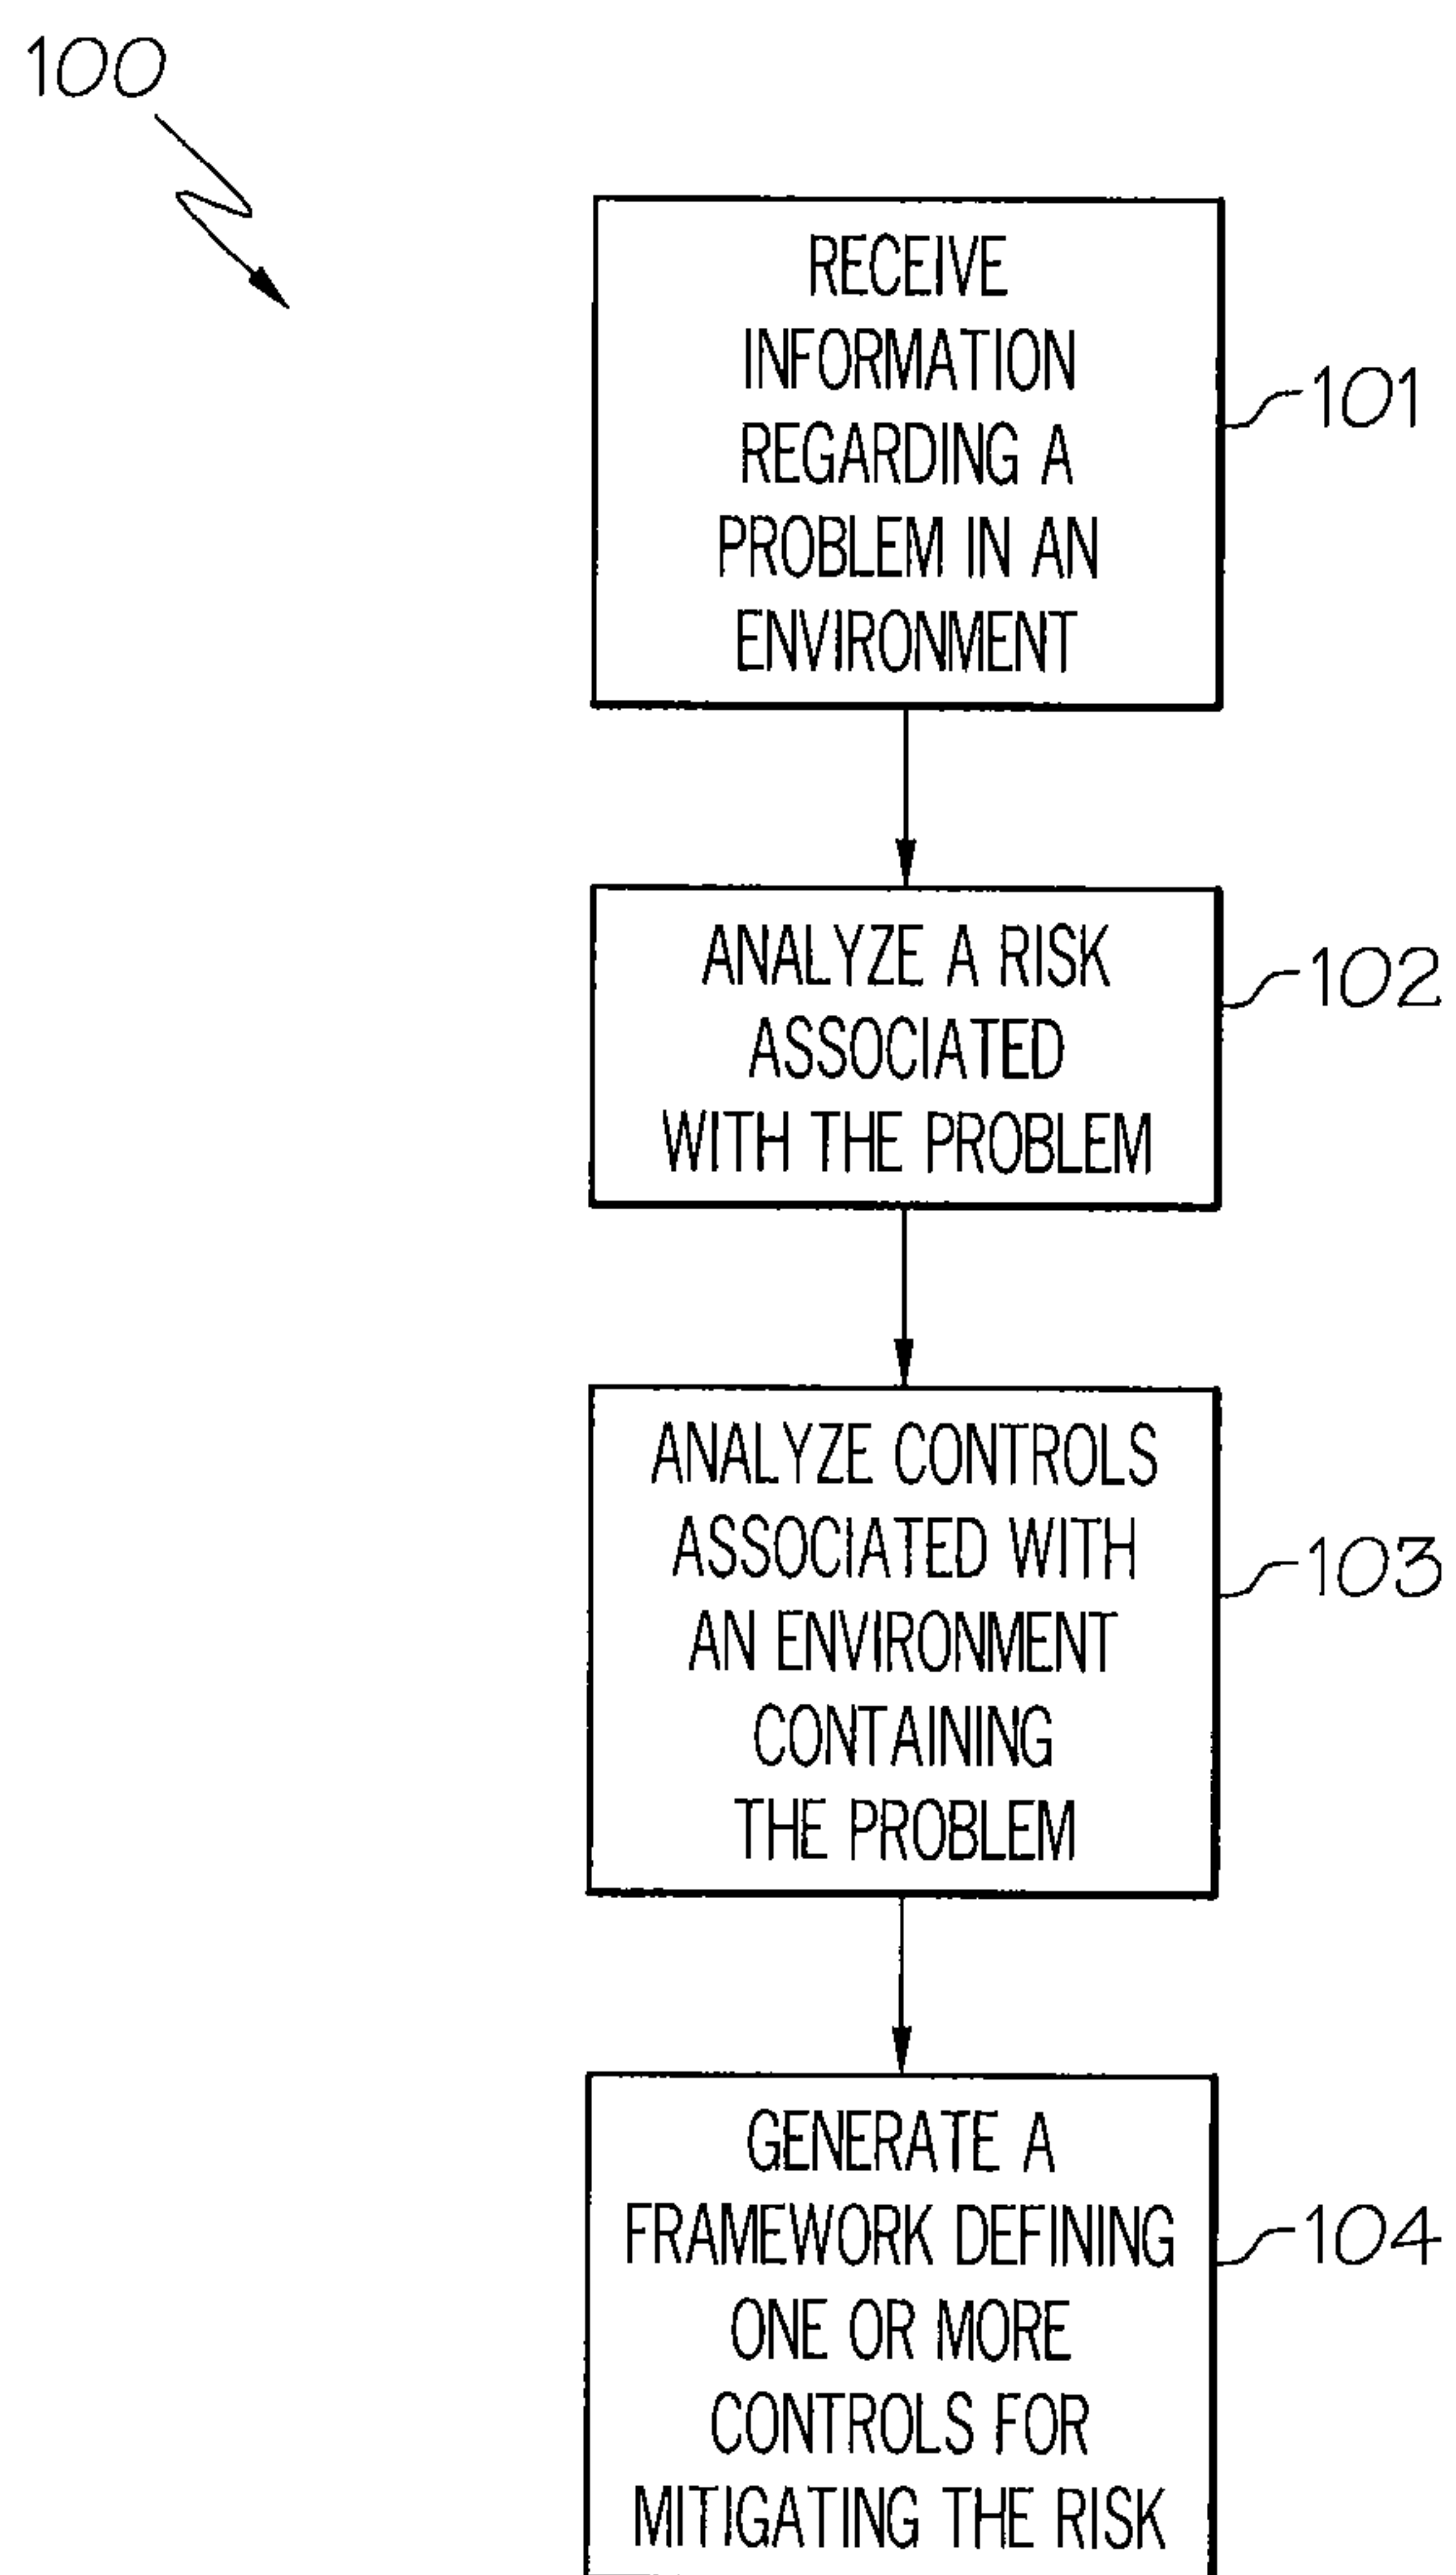 100
RECEIVE
INFORMATION
REGARDING A
PROBLEM IN AN
ENVIRONMENT
101
ANALYZE A RISK
ASSOCIATED
WITH THE PROBLEM
102
ANALYZE CONTROLS
ASSOCIATED WITH
AN ENVIRONMENT
CONTAINING
THE PROBLEM
103
GENERATE A
FRAMEWORK DEFINING
ONE OR MORE
CONTROLS FOR
MITIGATING THE RISK
104